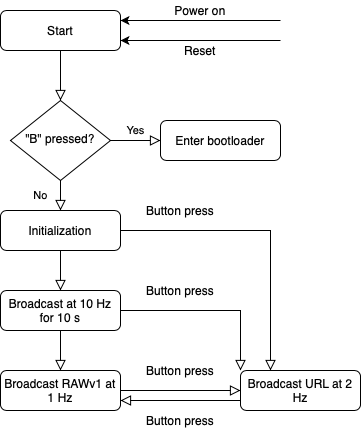 Power on
Start
Reset
"B" pressed?
Yes
Enter bootloader
No
Initialization
Button press
Broadcast at 10 Hz
for 10 s
Button press
Broadcast RAWv1 at
1 Hz
Button press
Broadcast URL at 2
Hz
Button press